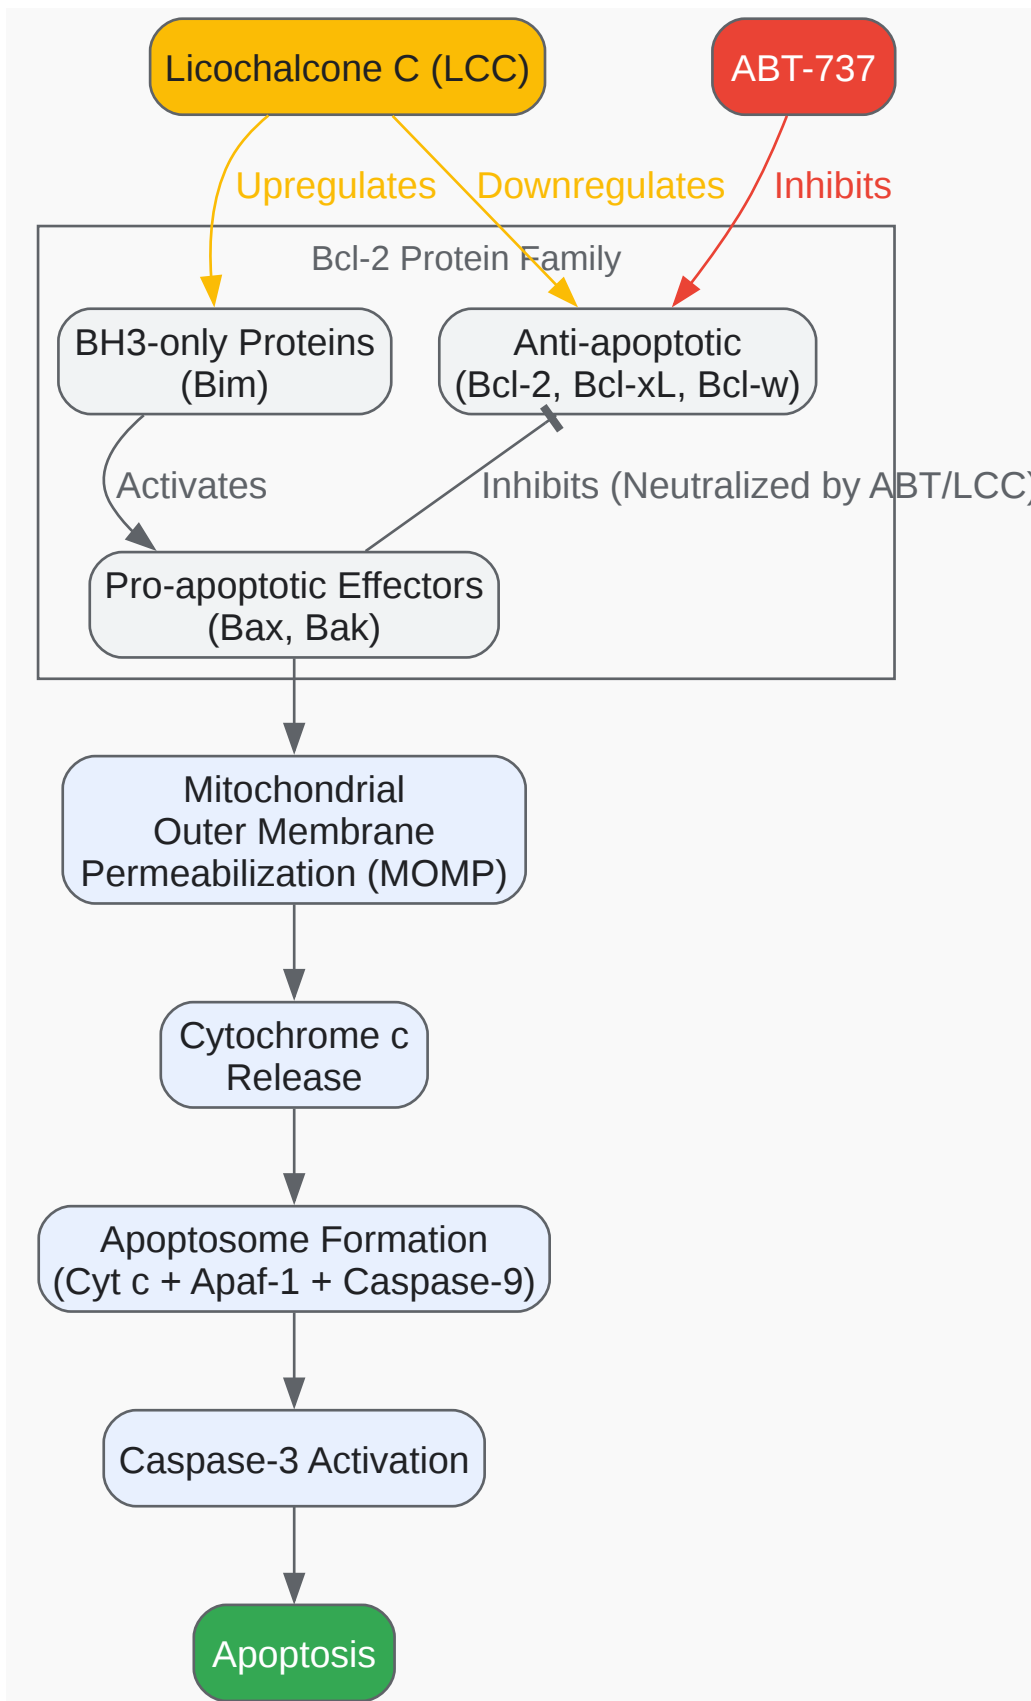 Licochalcone C (LCC)
ABT-737
Upregulates
Downregulates
Inhibits
Bcl-2 Protein Family
BH3-only Proteins
(Bim)
Anti-apoptotic
(Bcl-2, Bcl-xL, Bcl-w)
Activates
Inhibits (Neutralized by ABT/LCC)
Pro-apoptotic Effectors
(Bax, Bak)
Mitochondrial
Outer Membrane
Permeabilization (MOMP)
Cytochrome c
Release
Apoptosome Formation
(Cyt c + Apaf-1 + Caspase-9)
Caspase-3 Activation
Apoptosis